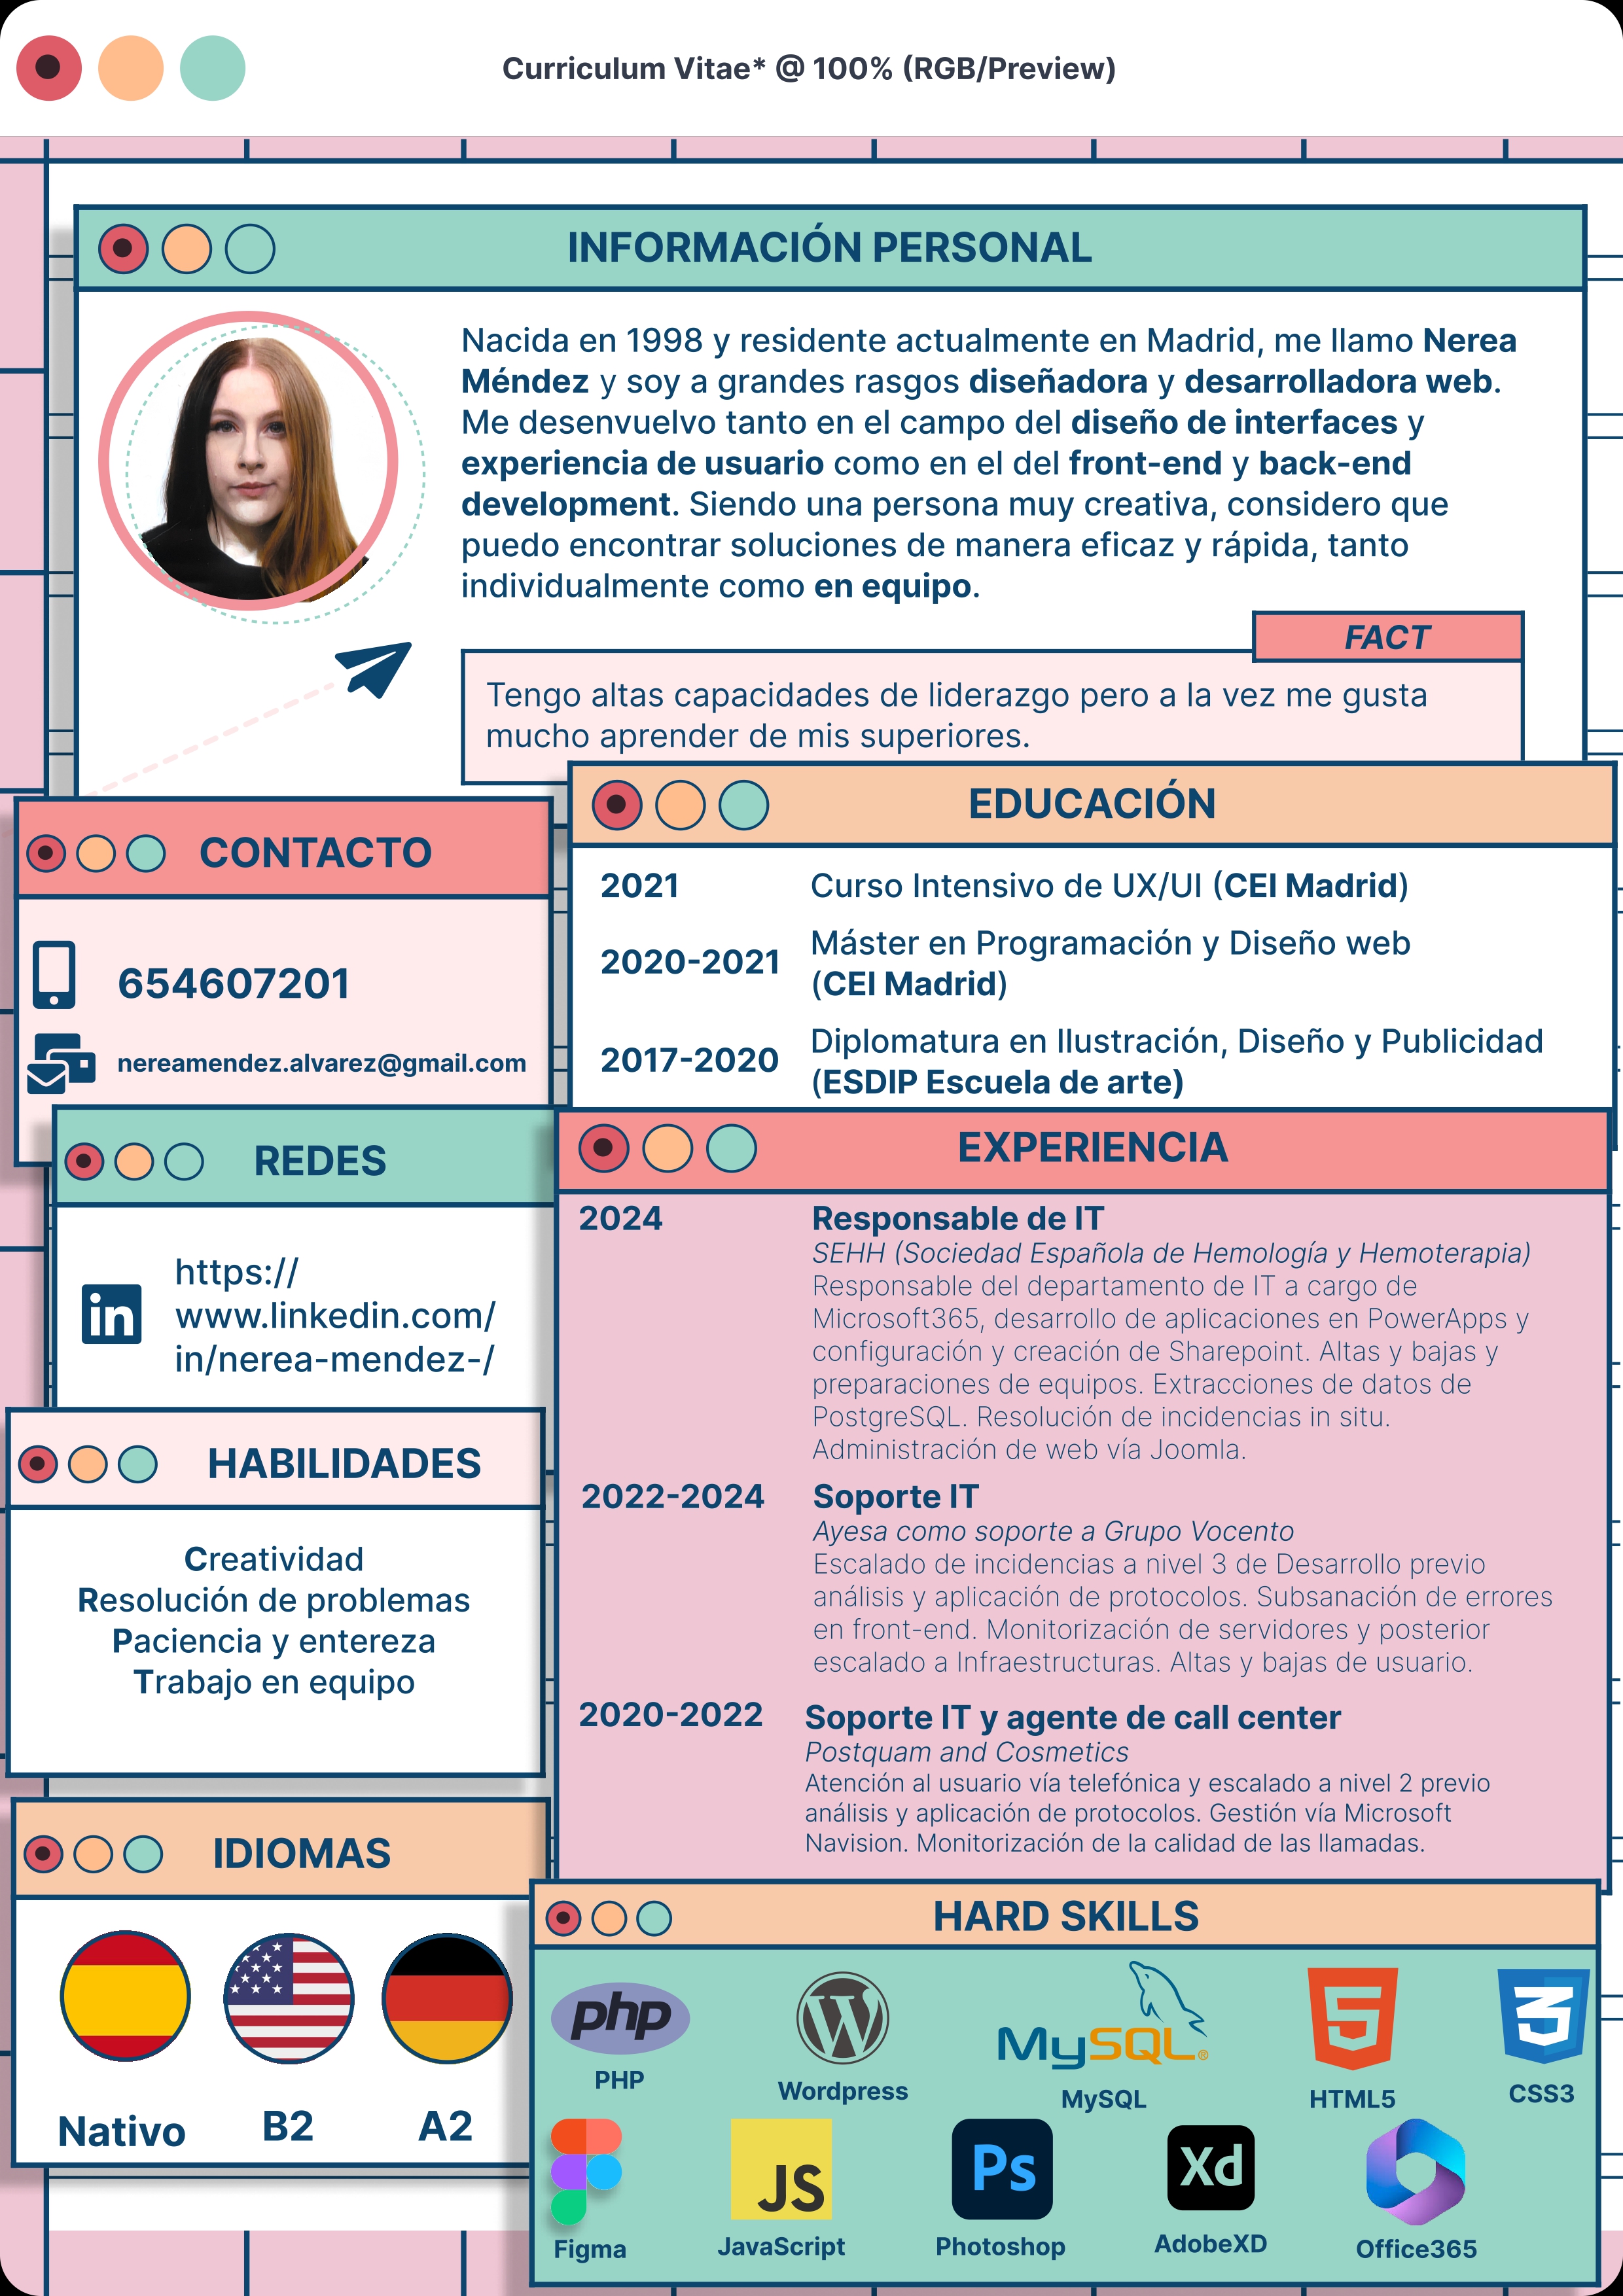 Curriculum Vitae* @ 100% (RGB/Preview)
INFORMACIÓN PERSONAL
Nacida en 1998 y residente actualmente en Madrid, me llamo Nerea
Méndez y soy a grandes rasgos diseñadora y desarrolladora web.
Me desenvuelvo tanto en el campo del diseño de interfaces y
experiencia de usuario como en el del front-end y back-end
development. Siendo una persona muy creativa, considero que
puedo encontrar soluciones de manera eficaz y rápida, tanto
individualmente como en equipo.
FACT
Tengo altas capacidades de liderazgo pero a la vez me gusta
mucho aprender de mis superiores.
CONTACTO
654607201
nereamendez.alvarez@gmail.com
EDUCACIÓN
2021
Curso Intensivo de UX/UI (CEI Madrid)
2020-2021
Máster en Programación y Diseño web
(CEI Madrid)
2017-2020
Diplomatura en Ilustración, Diseño y Publicidad
(ESDIP Escuela de arte)
REDES
in
https://
www.linkedin.com/
in/nerea-mendez-/
EXPERIENCIA
2024
Responsable de IT
SEHH (Sociedad Española de Hemología y Hemoterapia)
Responsable del departamento de IT a cargo de
Microsoft365, desarrollo de aplicaciones en PowerApps y
configuración y creación de Sharepoint. Altas y bajas y
preparaciones de equipos. Extracciones de datos de
PostgreSQL. Resolución de incidencias in situ.
Administración de web vía Joomla.
2022-2024
Soporte IT
Ayesa como soporte a Grupo Vocento
Escalado de incidencias a nivel 3 de Desarrollo previo
análisis y aplicación de protocolos. Subsanación de errores
en front-end. Monitorización de servidores y posterior
escalado a Infraestructuras. Altas y bajas de usuario.
2020-2022
Soporte IT y agente de call center
Postquam and Cosmetics
Atención al usuario vía telefónica y escalado a nivel 2 previo
análisis y aplicación de protocolos. Gestión vía Microsoft
Navision. Monitorización de la calidad de las llamadas.
HABILIDADES
Creatividad
Resolución de problemas
Paciencia y entereza
Trabajo en equipo
IDIOMAS
Nativo B2 A2
HARD SKILLS
php W MySQL® 5 3
PHP Wordpress MySQL HTML5 CSS3
JS Ps Xd
Figma JavaScript Photoshop AdobeXD Office365